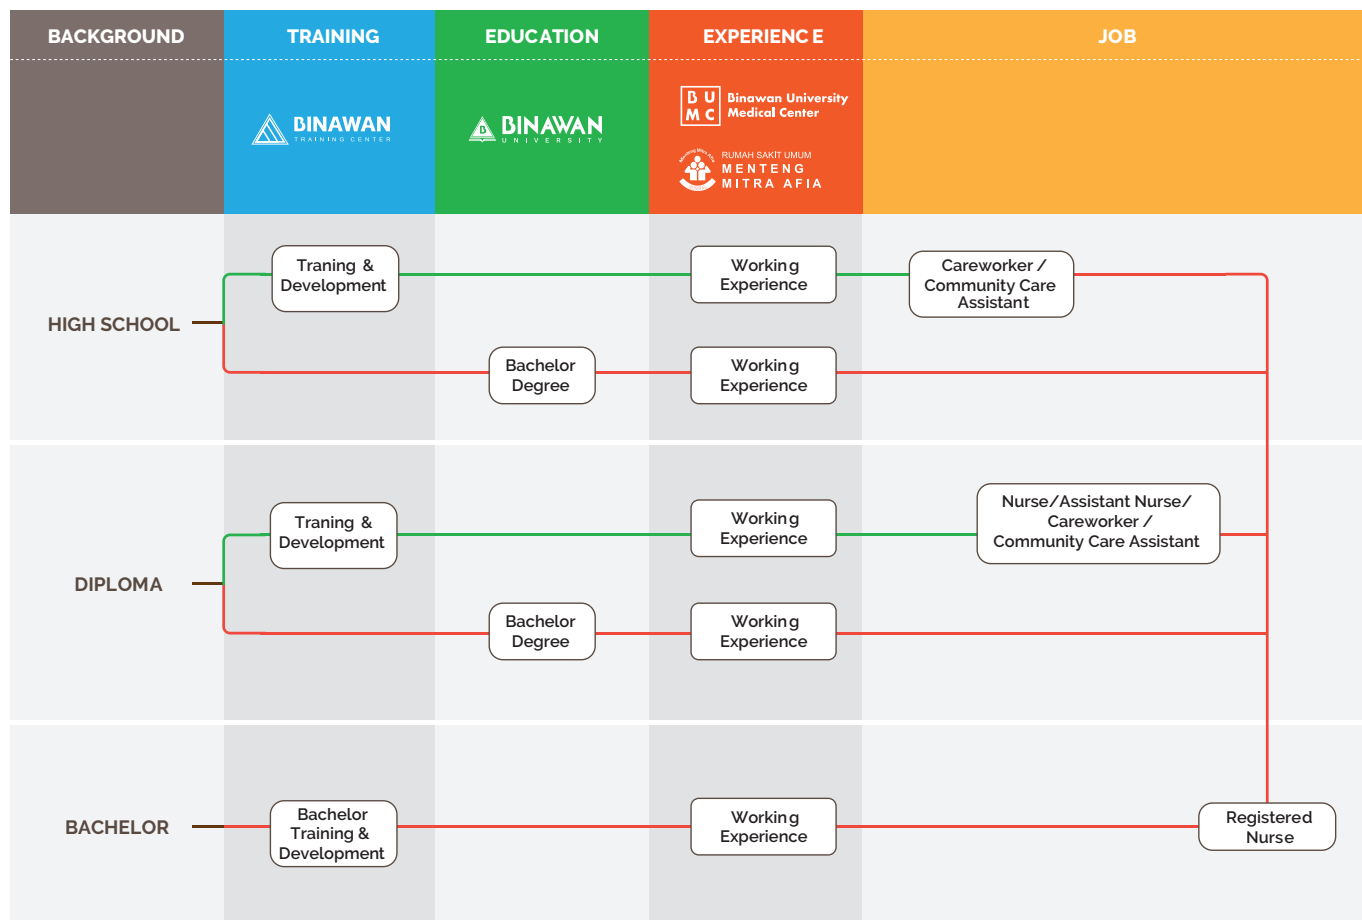 BACKGROUND
TRAINING
EDUCATION
EXPERIENC E
JOB
BINAWAN
TRAINING CENTER
B
BINAWAN
UNIVERSITY
B U
M C
Binawan University
Medical Center
Menteng Mitra Afia
RUMAH SAKIT UMUM
MENTENG
MITRA AFIA
HIGH SCHOOL
Traning &
Development
Working
Experience
Careworker /
Community Care
Assistant
Bachelor
Degree
Working
Experience
DIPLOMA
Traning &
Development
Working
Experience
Nurse/Assistant Nurse/
Careworker /
Community Care Assistant
Bachelor
Degree
Working
Experience
BACHELOR
Bachelor
Training &
Development
Working
Experience
Registered
Nurse